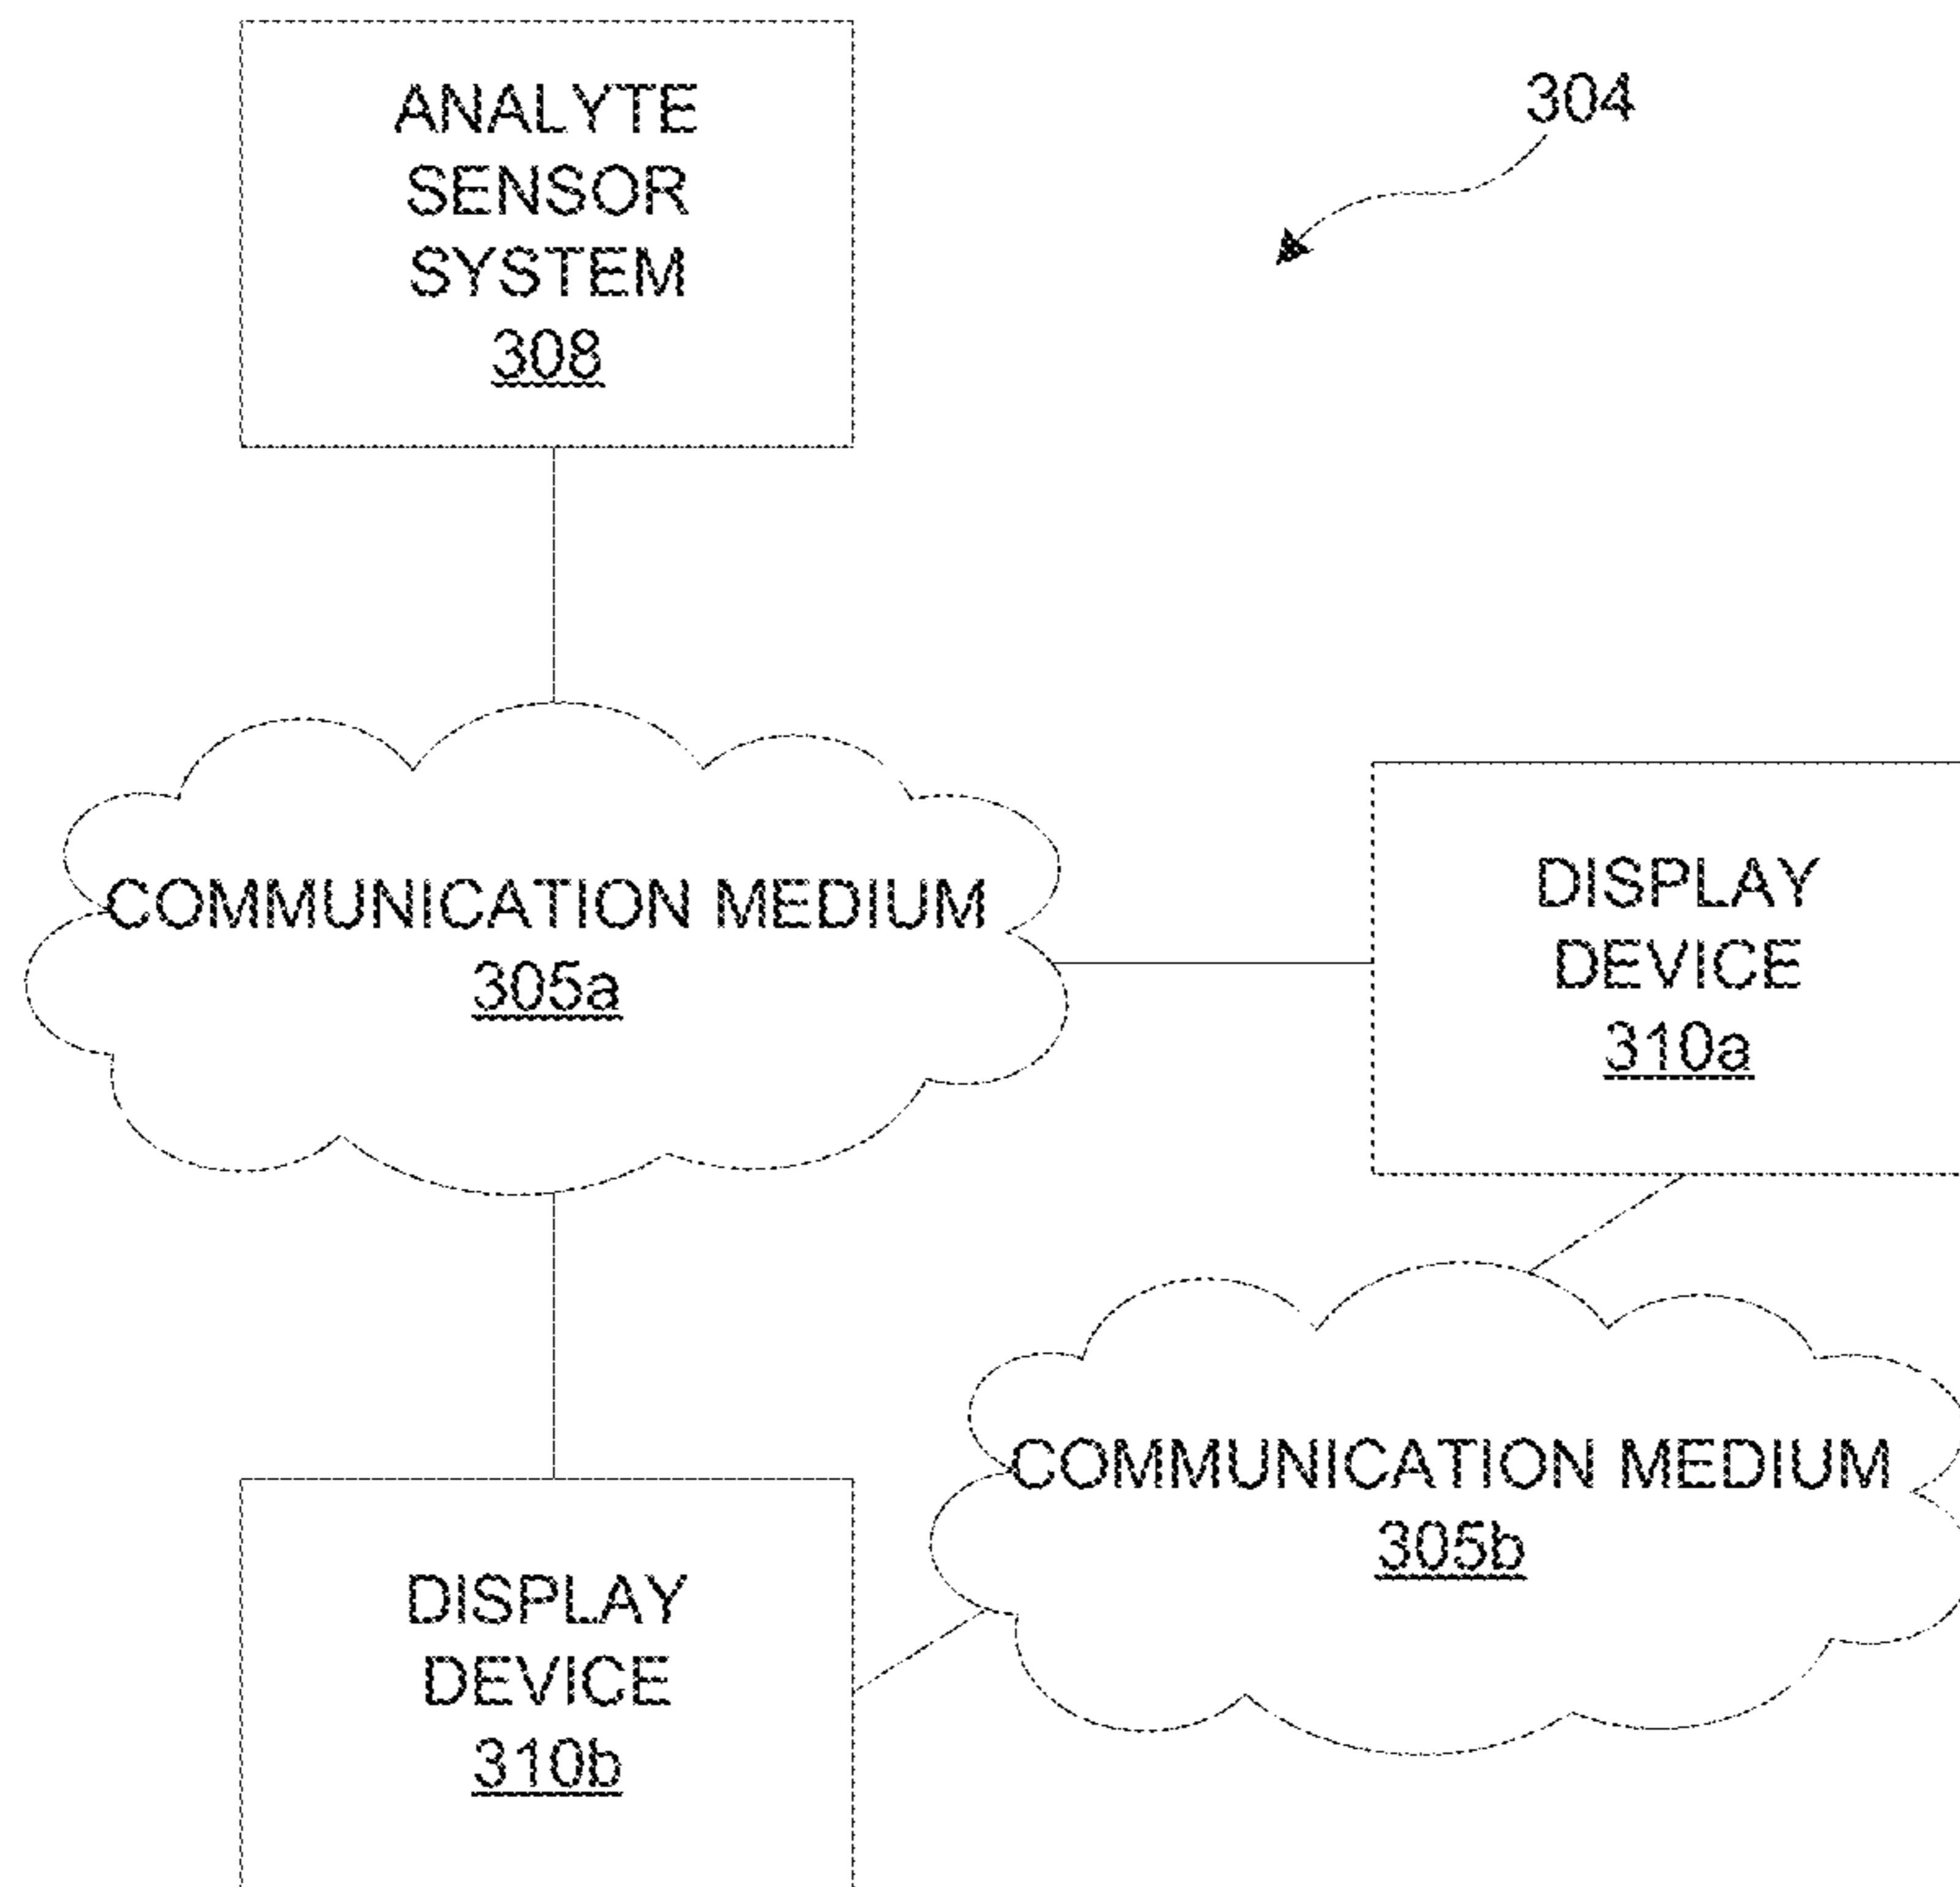 ANALYTE
SENSOR
SYSTEM
308
304
COMMUNICATION MEDIUM
305a
DISPLAY
DEVICE
310a
COMMUNICATION MEDIUM
305b
DISPLAY
DEVICE
310b